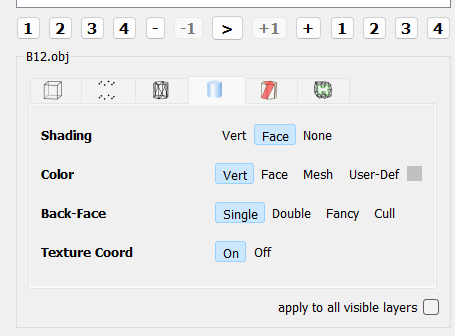 1 2 3 4 - -1 > +1 + 1 2 3 4
B12.obj
Shading Vert Face None
Color Vert Face Mesh User-Def
Back-Face Single Double Fancy Cull
Texture Coord On Off
apply to all visible layers